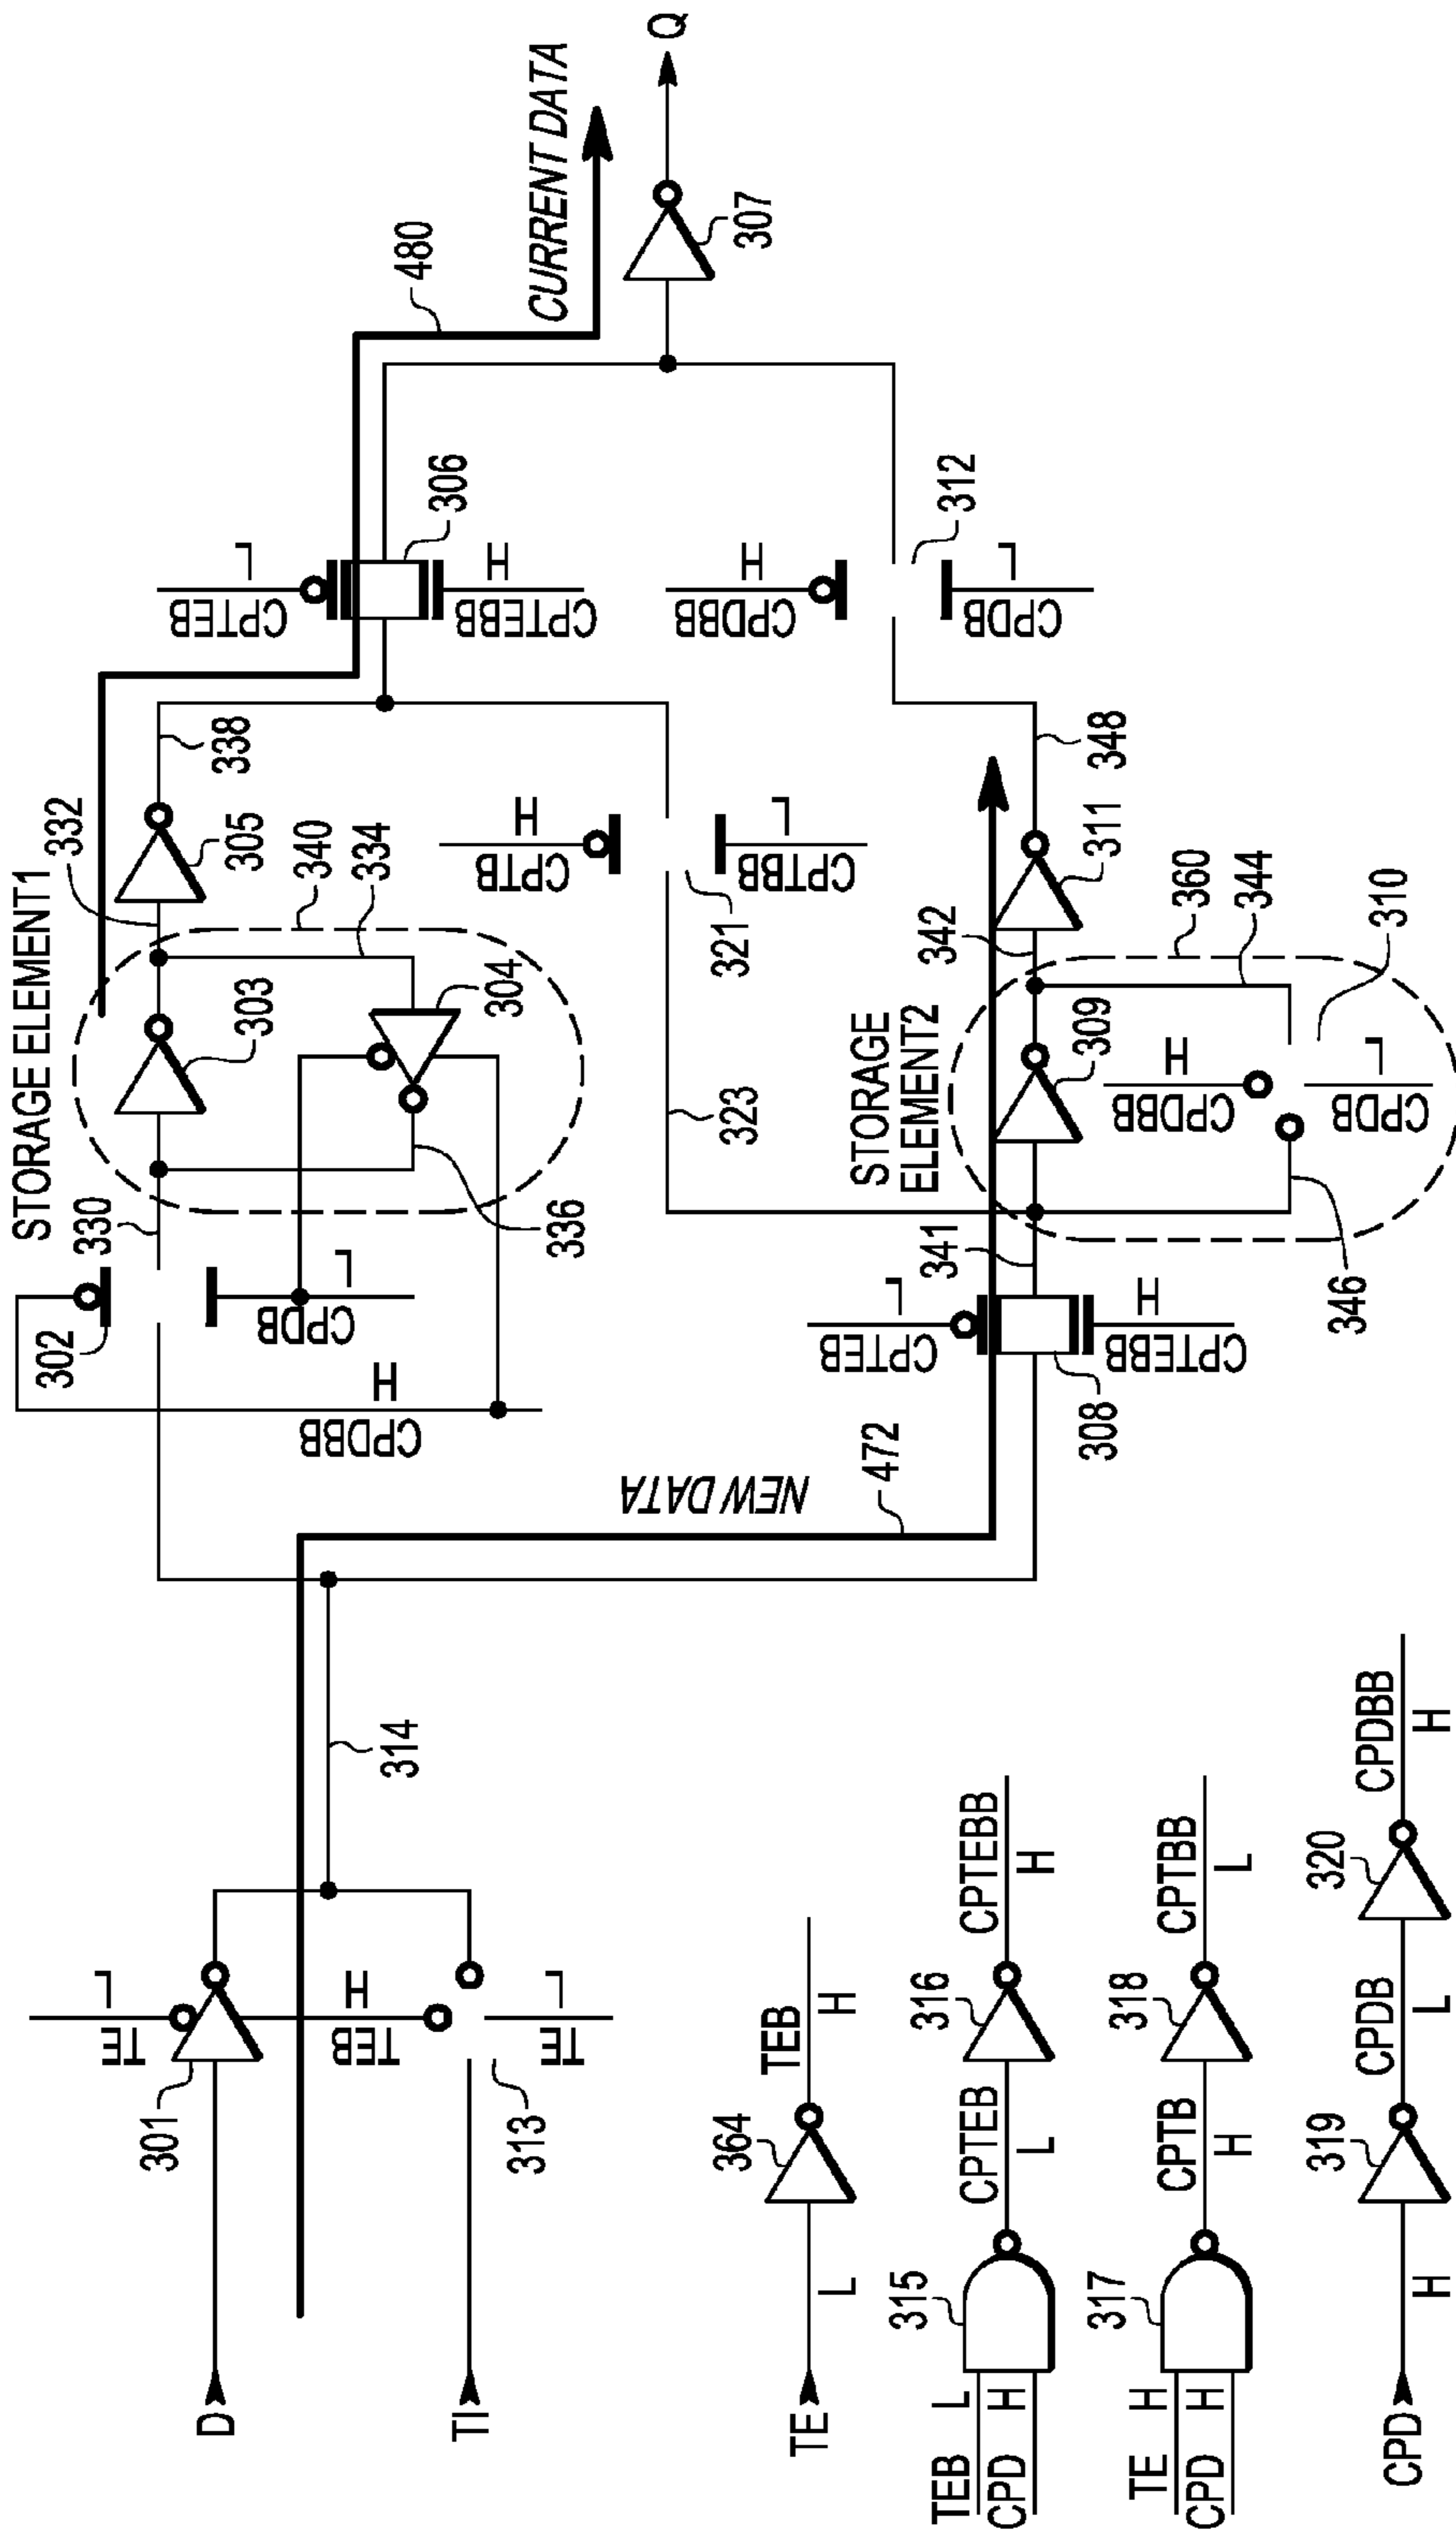 STORAGE ELEMENT1
302
330
332
338
303
305
340
334
304
336
CPDB
L
CPDBB
H
CPTEB
L
CPTEBB
H
306
480
CURRENT DATA
CPTB
H
CPTBB
L
321
323
307
Q
CPDBB
H
CPDB
L
312
D
301
TE
L
TEB
H
TE
L
TI
313
314
NEW DATA
472
CPTEB
L
CPTEBB
H
308
341
STORAGE
ELEMENT2
309
342
311
348
360
344
310
346
CPDBB
H
CPDB
L
TE
L
364
TEB
H
TEB
L
CPD
H
315
CPTEB
L
316
CPTEBB
H
TE
H
CPD
H
317
CPTB
H
318
CPTBB
L
CPD
H
319
CPDB
L
320
CPDBB
H